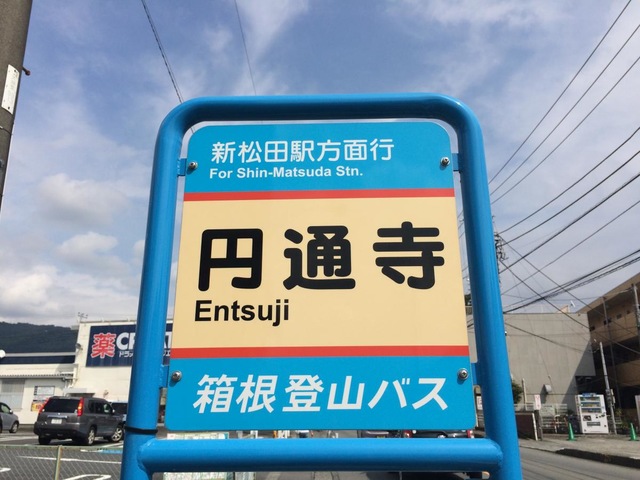 新松田駅方面行
For Shin-Matsuda Stn.
円通寺
Entsuji
箱根登山バス
薬